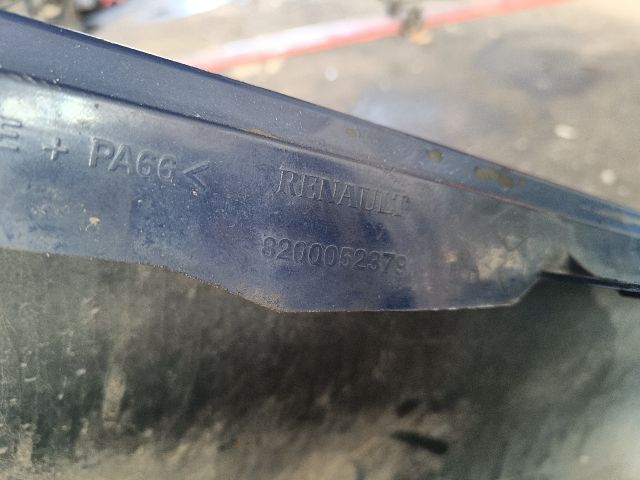 E + PA66<
RENAULT
8200052379